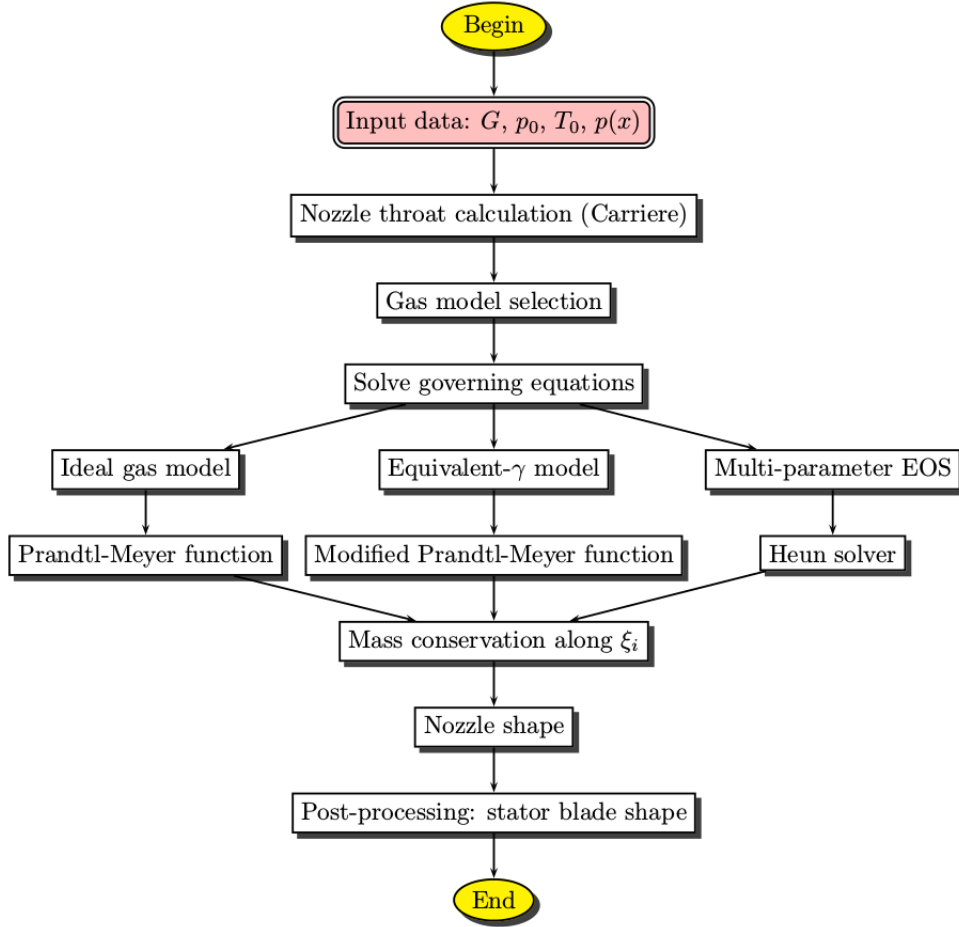 Begin
Input data: G, p₀, T₀, p(x)
Nozzle throat calculation (Carriere)
Gas model selection
Solve governing equations
Ideal gas model
Equivalent-γ model
Multi-parameter EOS
Prandtl-Meyer function
Modified Prandtl-Meyer function
Heun solver
Mass conservation along ξᵢ
Nozzle shape
Post-processing: stator blade shape
End